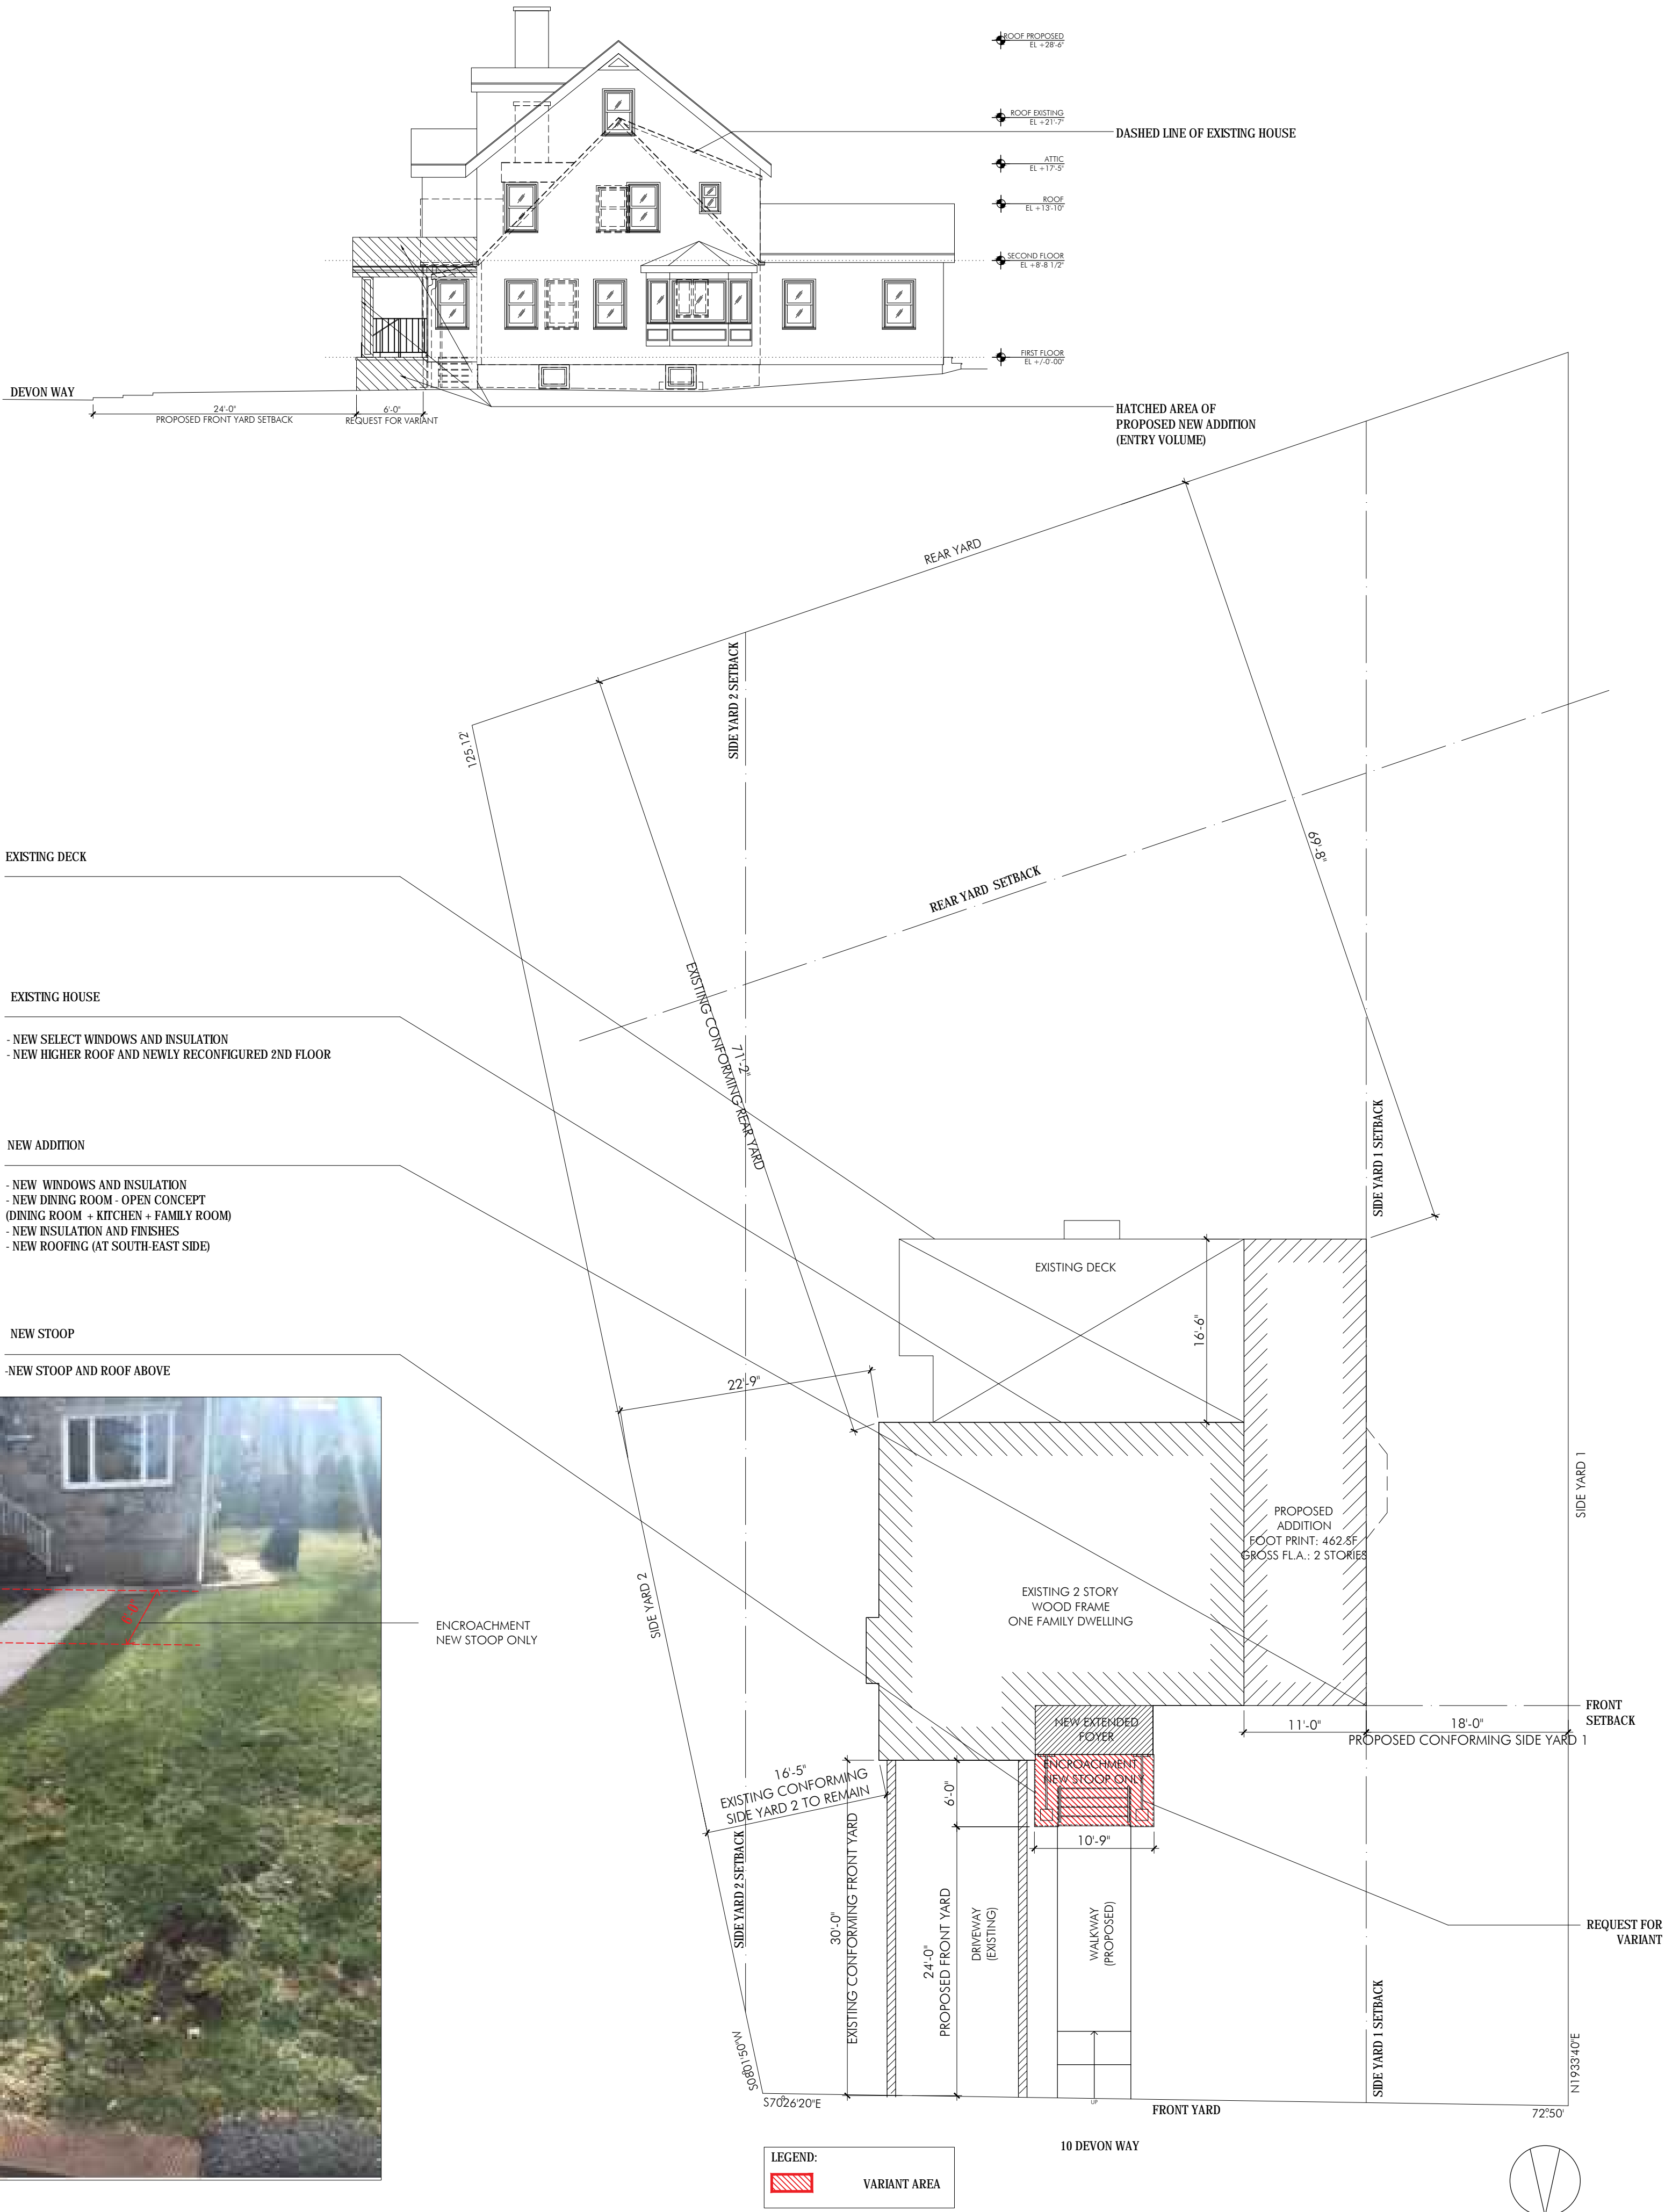 ROOF PROPOSED
EL +28'-6"
ROOF EXISTING
EL +21'-7"
DASHED LINE OF EXISTING HOUSE
ATTIC
EL +17'-5"
ROOF
EL +13'-10"
SECOND FLOOR
EL +8'-8 1/2"
FIRST FLOOR
EL +/-0'-00"
DEVON WAY
24'-0"
PROPOSED FRONT YARD SETBACK
6'-0"
REQUEST FOR VARIANT
HATCHED AREA OF
PROPOSED NEW ADDITION
(ENTRY VOLUME)
REAR YARD
SIDE YARD 2 SETBACK
125.12'
69'-8"
REAR YARD SETBACK
EXISTING DECK
71'-2"
EXISTING CONFORMING REAR YARD
EXISTING HOUSE
- NEW SELECT WINDOWS AND INSULATION
- NEW HIGHER ROOF AND NEWLY RECONFIGURED 2ND FLOOR
NEW ADDITION
- NEW WINDOWS AND INSULATION
- NEW DINING ROOM - OPEN CONCEPT
(DINING ROOM + KITCHEN + FAMILY ROOM)
- NEW INSULATION AND FINISHES
- NEW ROOFING (AT SOUTH-EAST SIDE)
SIDE YARD 1 SETBACK
EXISTING DECK
16'-6"
NEW STOOP
-NEW STOOP AND ROOF ABOVE
22'-9"
SIDE YARD 1
PROPOSED
ADDITION
FOOT PRINT: 462 SF
GROSS FL.A.: 2 STORIES
EXISTING 2 STORY
WOOD FRAME
ONE FAMILY DWELLING
SIDE YARD 2
6'-0"
ENCROACHMENT
NEW STOOP ONLY
FRONT
SETBACK
NEW EXTENDED
FOYER
11'-0"
18'-0"
PROPOSED CONFORMING SIDE YARD 1
ENCROACHMENT
NEW STOOP ONLY
16'-5"
EXISTING CONFORMING
SIDE YARD 2 TO REMAIN
6'-0"
10'-9"
SIDE YARD 2 SETBACK
30'-0"
EXISTING CONFORMING FRONT YARD
24'-0"
PROPOSED FRONT YARD
DRIVEWAY
(EXISTING)
WALKWAY
(PROPOSED)
REQUEST FOR
VARIANT
SIDE YARD 1 SETBACK
S08°01'50"W
S70°26'20"E
UP
FRONT YARD
N19°33'40"E
72°50'
10 DEVON WAY
LEGEND:
VARIANT AREA